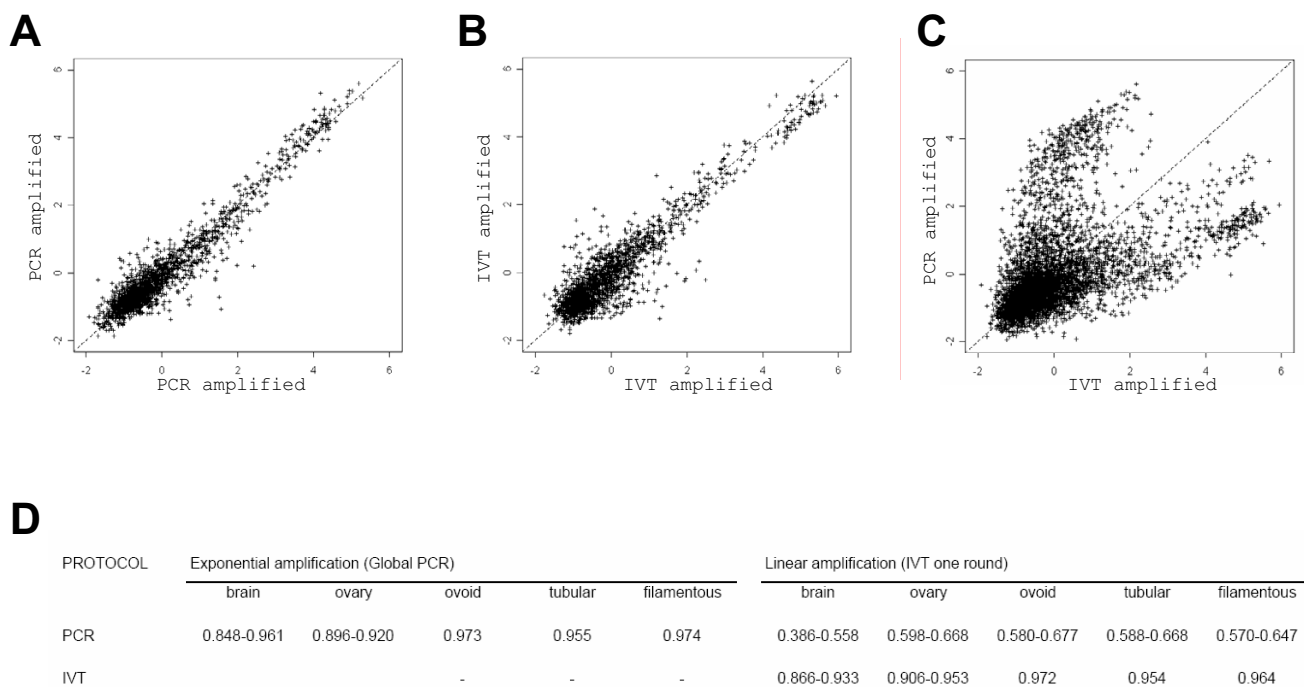 A B C
6 6 6
4 4 4
2 2 2
0 0 0
-2 -2 -2
PCR amplified IVT amplified PCR amplified
-2 0 2 4 6 -2 0 2 4 6 -2 0 2 4 6
PCR amplified IVT amplified IVT amplified
D
PROTOCOL Exponential amplification (Global PCR) Linear amplification (IVT one round)
brain ovary ovoid tubular filamentous brain ovary ovoid tubular filamentous
PCR 0.848-0.961 0.896-0.920 0.973 0.955 0.974 0.386-0.558 0.598-0.668 0.580-0.677 0.588-0.668 0.570-0.647
IVT - - - 0.866-0.933 0.906-0.953 0.972 0.954 0.964